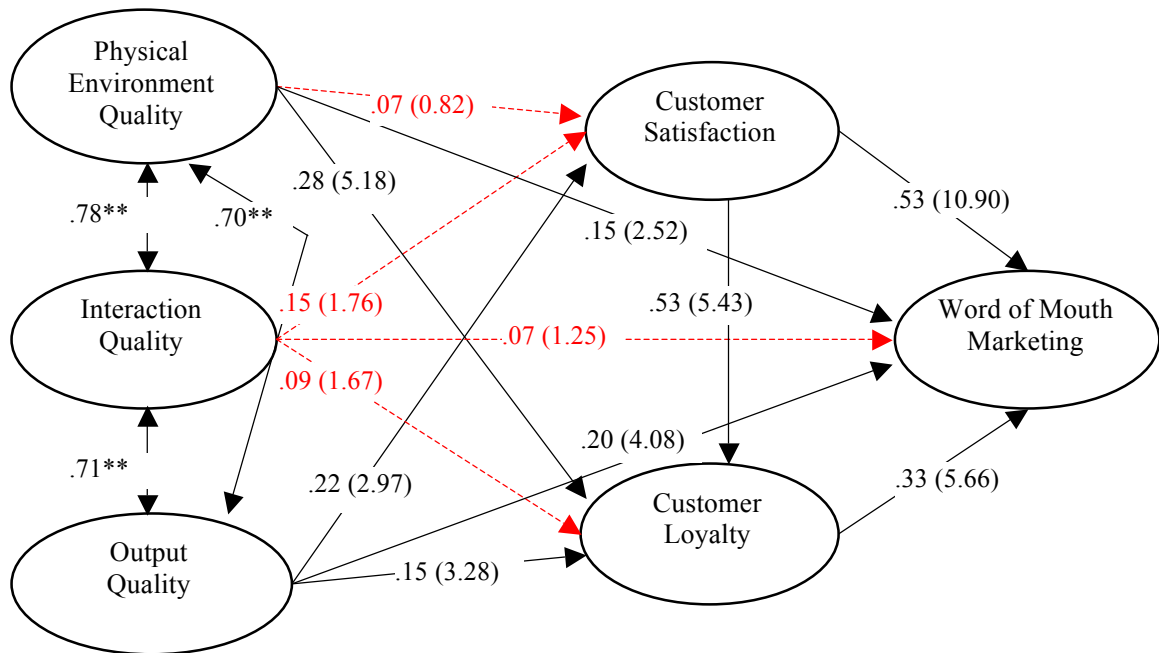 Physical
Environment
Quality
.07 (0.82)
Customer
Satisfaction
.28 (5.18)
.78**
.70**
.15 (2.52)
.53 (10.90)
Interaction
Quality
.15 (1.76)
.53 (5.43)
.07 (1.25)
Word of Mouth
Marketing
.09 (1.67)
.71**
.20 (4.08)
.22 (2.97)
.33 (5.66)
Customer
Loyalty
Output
Quality
.15 (3.28)